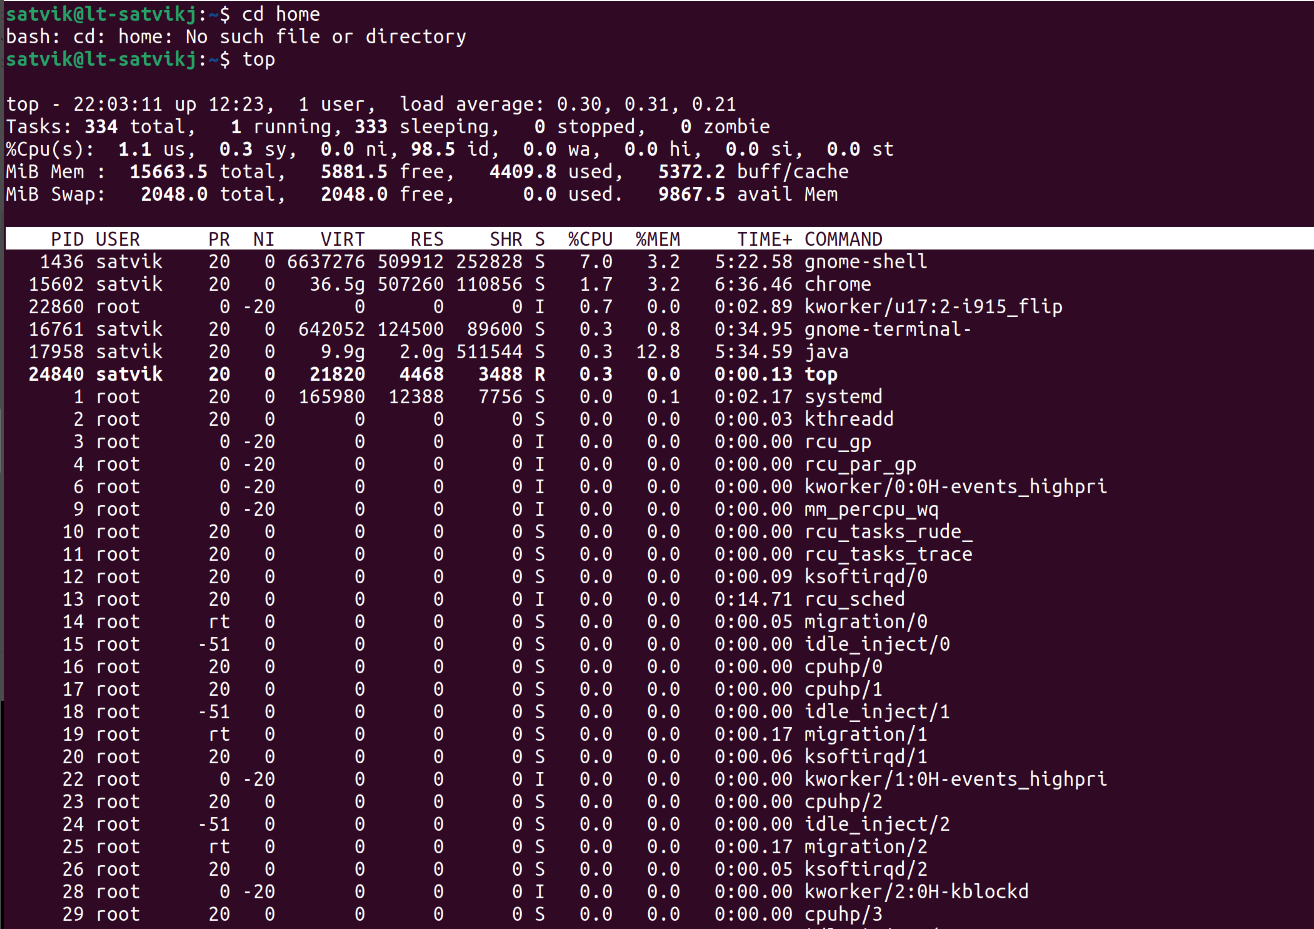 satvik@lt-satvikj:~$ cd home
bash: cd: home: No such file or directory
satvik@lt-satvikj:~$ top
top - 22:03:11 up 12:23,  1 user,  load average: 0.30, 0.31, 0.21
Tasks: 334 total,   1 running, 333 sleeping,   0 stopped,   0 zombie
%Cpu(s):  1.1 us,  0.3 sy,  0.0 ni, 98.5 id,  0.0 wa,  0.0 hi,  0.0 si,  0.0 st
MiB Mem :  15663.5 total,   5881.5 free,   4409.8 used,   5372.2 buff/cache
MiB Swap:   2048.0 total,   2048.0 free,      0.0 used.   9867.5 avail Mem
PID USER      PR  NI    VIRT    RES    SHR S  %CPU  %MEM     TIME+ COMMAND
1436 satvik    20   0 6637276 509912 252828 S   7.0   3.2   5:22.58 gnome-shell
15602 satvik    20   0   36.5g 507260 110856 S   1.7   3.2   6:36.46 chrome
22860 root       0 -20       0      0      0 I   0.7   0.0   0:02.89 kworker/u17:2-i915_flip
16761 satvik    20   0  642052 124500  89600 S   0.3   0.8   0:34.95 gnome-terminal-
17958 satvik    20   0    9.9g   2.0g 511544 S   0.3  12.8   5:34.59 java
24840 satvik    20   0   21820   4468   3488 R   0.3   0.0   0:00.13 top
1 root      20   0  165980  12388   7756 S   0.0   0.1   0:02.17 systemd
2 root      20   0       0      0      0 S   0.0   0.0   0:00.03 kthreadd
3 root       0 -20       0      0      0 I   0.0   0.0   0:00.00 rcu_gp
4 root       0 -20       0      0      0 I   0.0   0.0   0:00.00 rcu_par_gp
6 root       0 -20       0      0      0 I   0.0   0.0   0:00.00 kworker/0:0H-events_highpri
9 root       0 -20       0      0      0 I   0.0   0.0   0:00.00 mm_percpu_wq
10 root      20   0       0      0      0 S   0.0   0.0   0:00.00 rcu_tasks_rude_
11 root      20   0       0      0      0 S   0.0   0.0   0:00.00 rcu_tasks_trace
12 root      20   0       0      0      0 S   0.0   0.0   0:00.09 ksoftirqd/0
13 root      20   0       0      0      0 I   0.0   0.0   0:14.71 rcu_sched
14 root      rt   0       0      0      0 S   0.0   0.0   0:00.05 migration/0
15 root     -51   0       0      0      0 S   0.0   0.0   0:00.00 idle_inject/0
16 root      20   0       0      0      0 S   0.0   0.0   0:00.00 cpuhp/0
17 root      20   0       0      0      0 S   0.0   0.0   0:00.00 cpuhp/1
18 root     -51   0       0      0      0 S   0.0   0.0   0:00.00 idle_inject/1
19 root      rt   0       0      0      0 S   0.0   0.0   0:00.17 migration/1
20 root      20   0       0      0      0 S   0.0   0.0   0:00.06 ksoftirqd/1
22 root       0 -20       0      0      0 I   0.0   0.0   0:00.00 kworker/1:0H-events_highpri
23 root      20   0       0      0      0 S   0.0   0.0   0:00.00 cpuhp/2
24 root     -51   0       0      0      0 S   0.0   0.0   0:00.00 idle_inject/2
25 root      rt   0       0      0      0 S   0.0   0.0   0:00.17 migration/2
26 root      20   0       0      0      0 S   0.0   0.0   0:00.05 ksoftirqd/2
28 root       0 -20       0      0      0 I   0.0   0.0   0:00.00 kworker/2:0H-kblockd
29 root      20   0       0      0      0 S   0.0   0.0   0:00.00 cpuhp/3